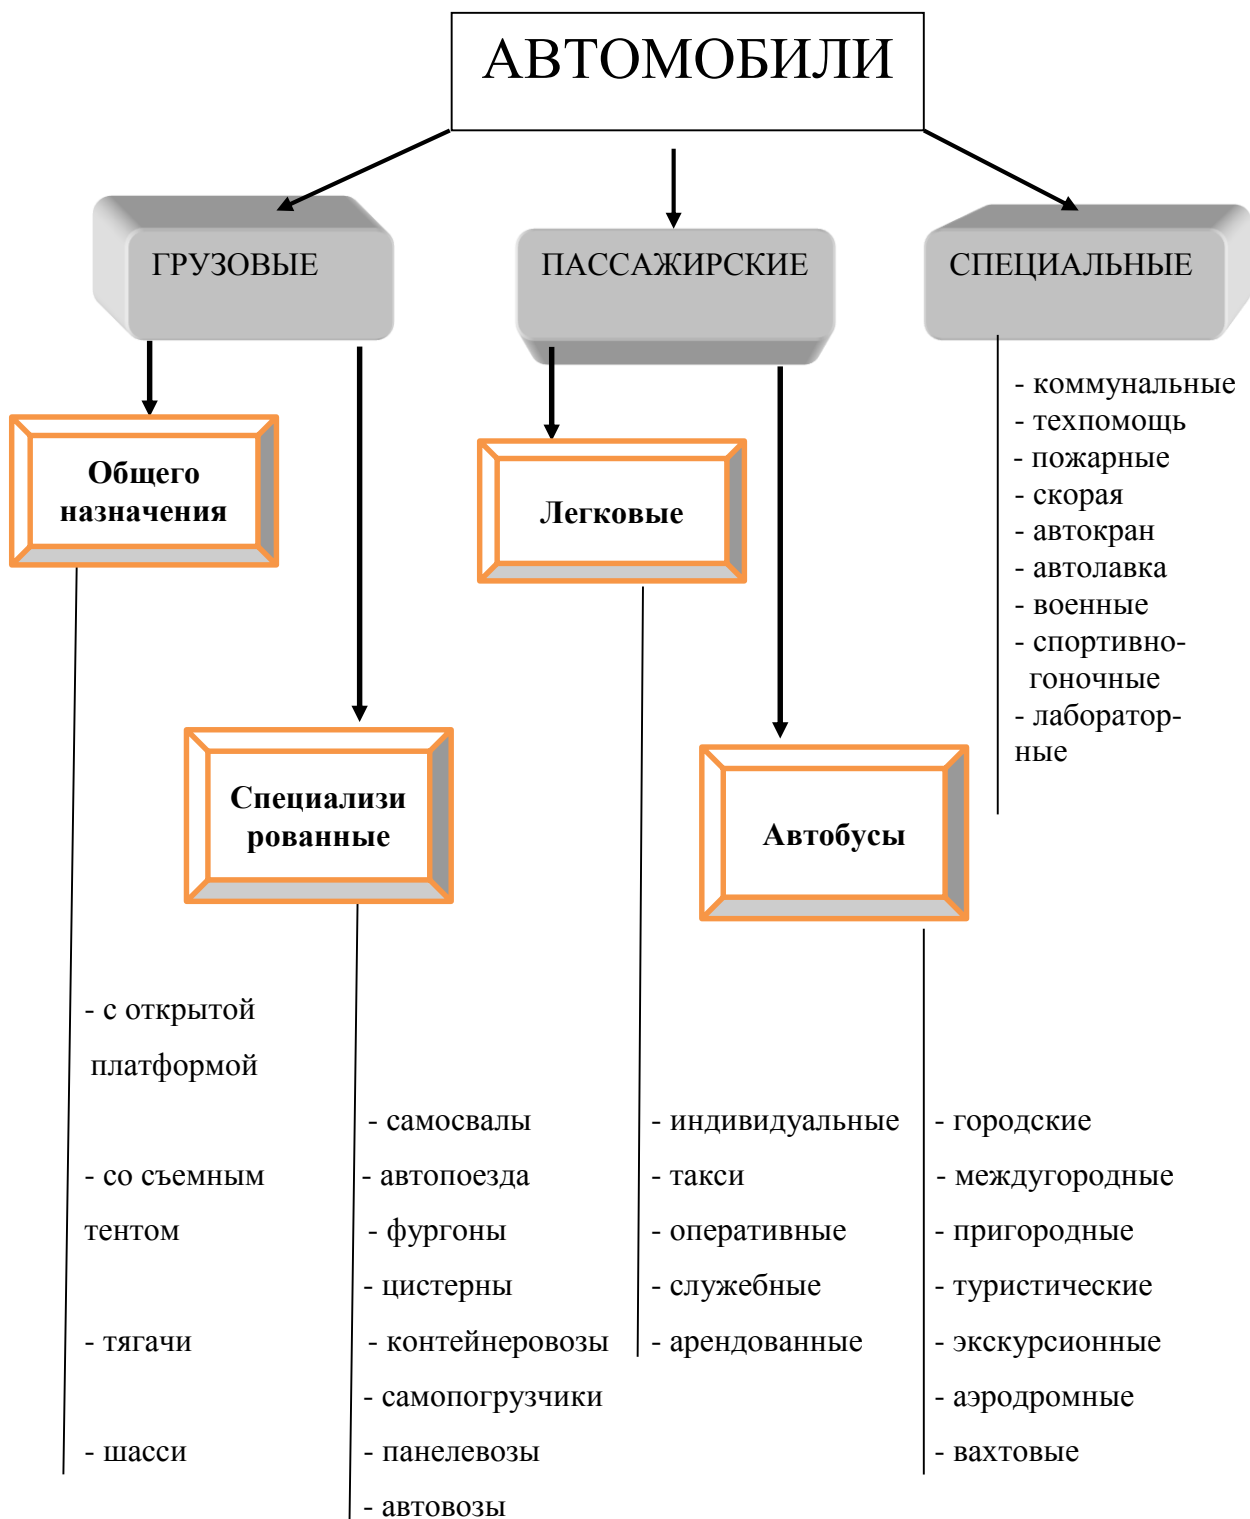 АВТОМОБИЛИ
ГРУЗОВЫЕ
ПАССАЖИРСКИЕ
СПЕЦИАЛЬНЫЕ
Общего
назначения
Специализи
рованные
Легковые
Автобусы
- коммунальные
- техпомощь
- пожарные
- скорая
- автокран
- автолавка
- военные
- спортивно-
гоночные
- лаборатор-
ные
- с открытой
платформой
- со съемным
тентом
- тягачи
- шасси
- самосвалы
- автопоезда
- фургоны
- цистерны
- контейнеровозы
- самопогрузчики
- панелевозы
- автовозы
- индивидуальные
- такси
- оперативные
- служебные
- арендованные
- городские
- междугородные
- пригородные
- туристические
- экскурсионные
- аэродромные
- вахтовые